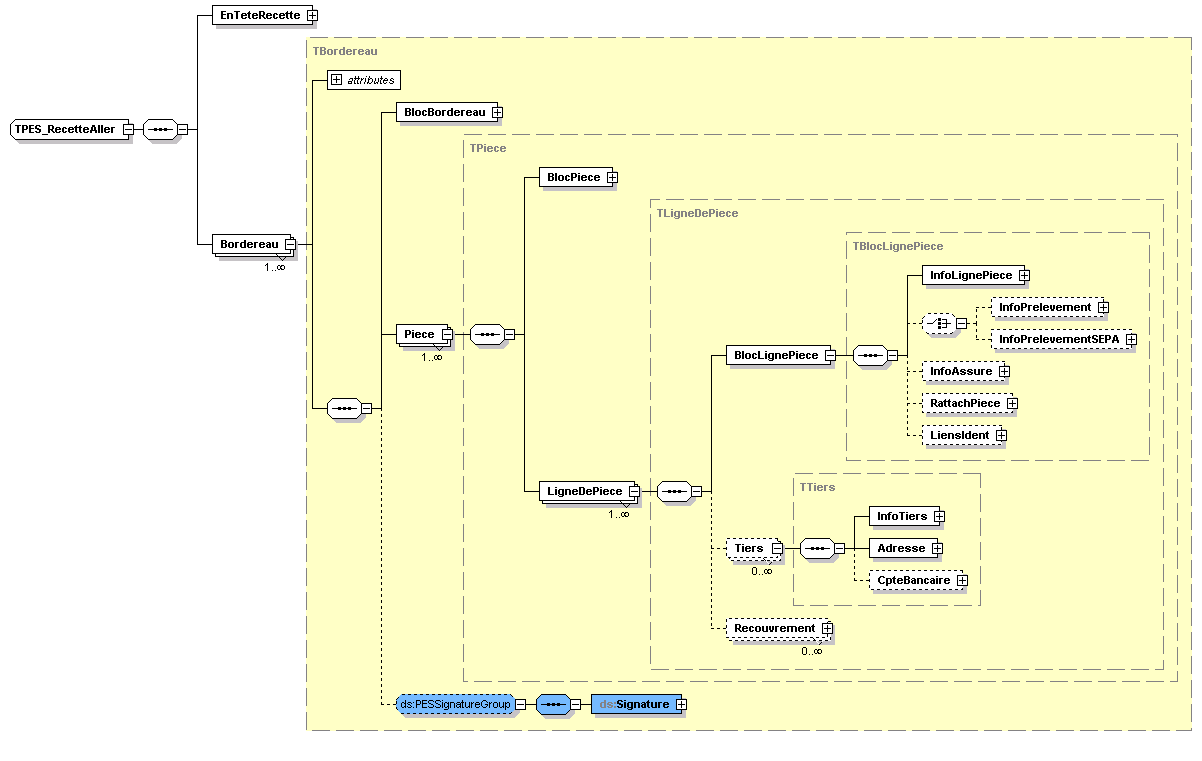 EnTeteRecette
TBordereau
attributes
BlocBordereau
TPES_RecetteAller
TPiece
BlocPiece
TLigneDePiece
Bordereau
1..∞
TBlocLignePiece
InfoLignePiece
InfoPrelevement
InfoPrelevementSEPA
Piece
1..∞
BlocLignePiece
InfoAssure
RattachPiece
LiensIdent
LigneDePiece
1..∞
TTiers
InfoTiers
Tiers
0..∞
Adresse
CpteBancaire
Recouvrement
0..∞
ds:PESSignatureGroup
ds:Signature